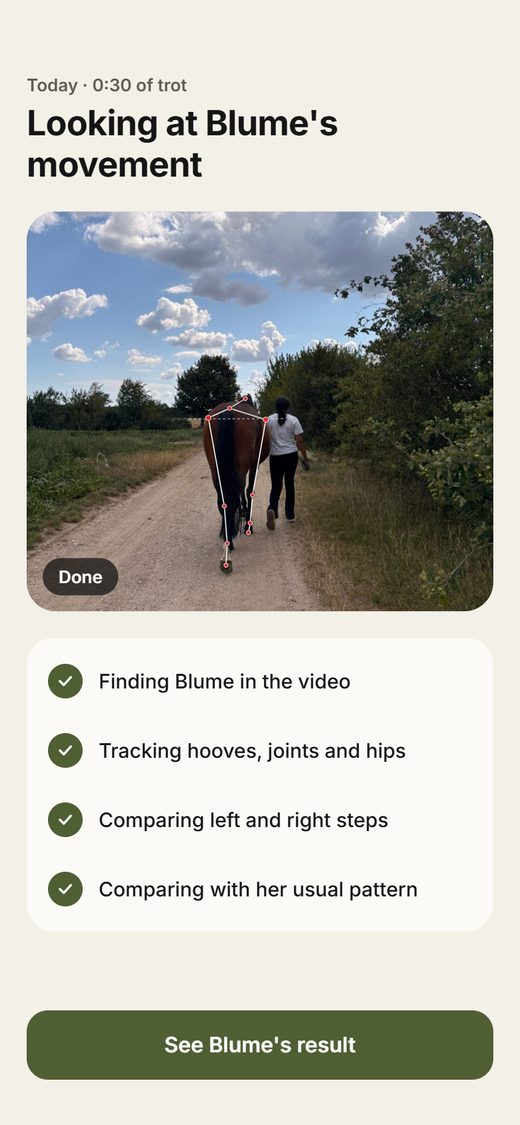 Today · 0:30 of trot
Looking at Blume's
movement
Done
Finding Blume in the video
Tracking hooves, joints and hips
Comparing left and right steps
Comparing with her usual pattern
See Blume's result